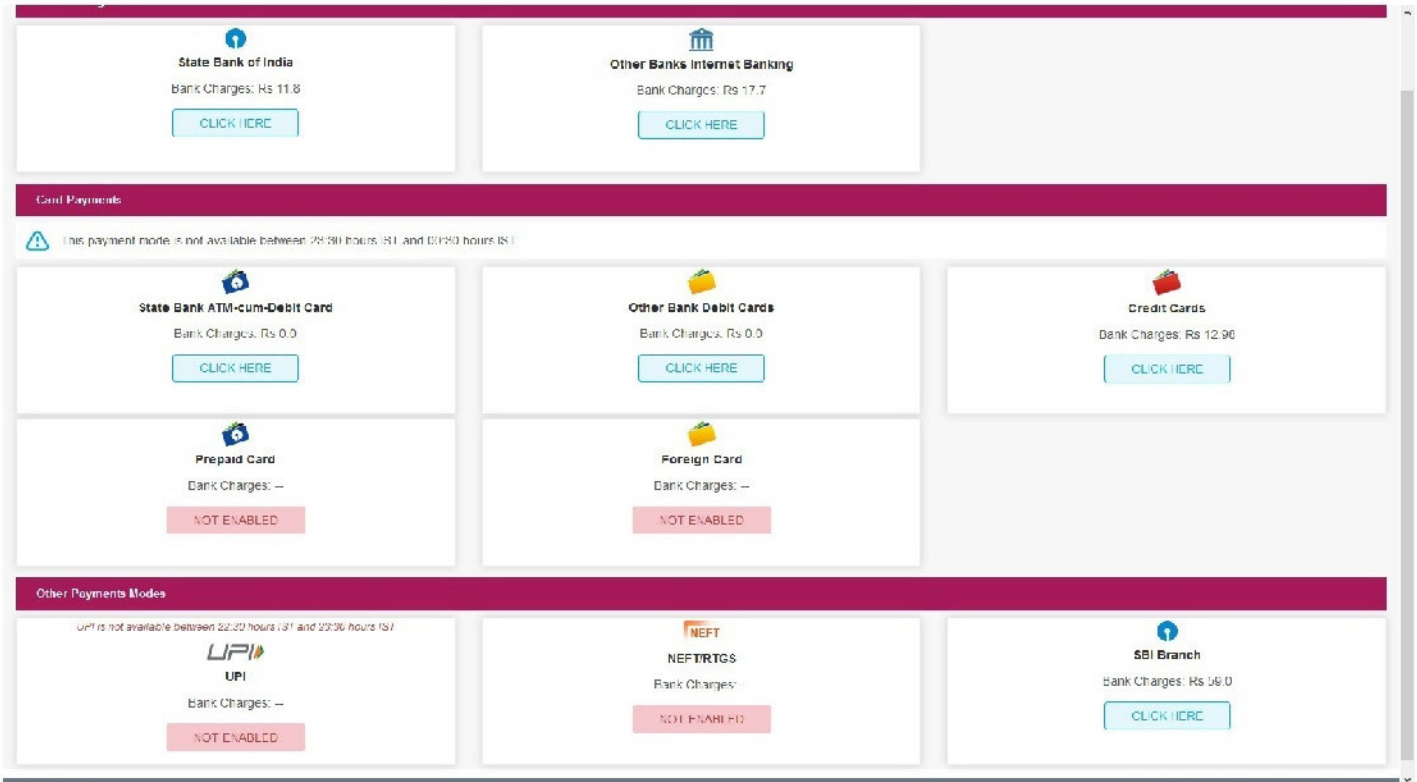 State Bank of India
Bank Charges: Rs 11.8
CLICK HERE
Other Banks Internet Banking
Bank Charges: Rs 17.7
CLICK HERE
Card Payments
This payment mode is not available between 23:30 hours IST and 00:30 hours IST
State Bank ATM-cum-Debit Card
Bank Charges: Rs 0.0
CLICK HERE
Other Bank Debit Cards
Bank Charges: Rs 0.0
CLICK HERE
Credit Cards
Bank Charges: Rs 12.98
CLICK HERE
Prepaid Card
Bank Charges: --
NOT ENABLED
Foreign Card
Bank Charges: --
NOT ENABLED
Other Payments Modes
UPI is not available between 22:30 hours IST and 23:30 hours IST
UPI
UPI
Bank Charges: --
NOT ENABLED
NEFT
NEFT/RTGS
Bank Charges: --
NOT ENABLED
SBI Branch
Bank Charges: Rs 59.0
CLICK HERE